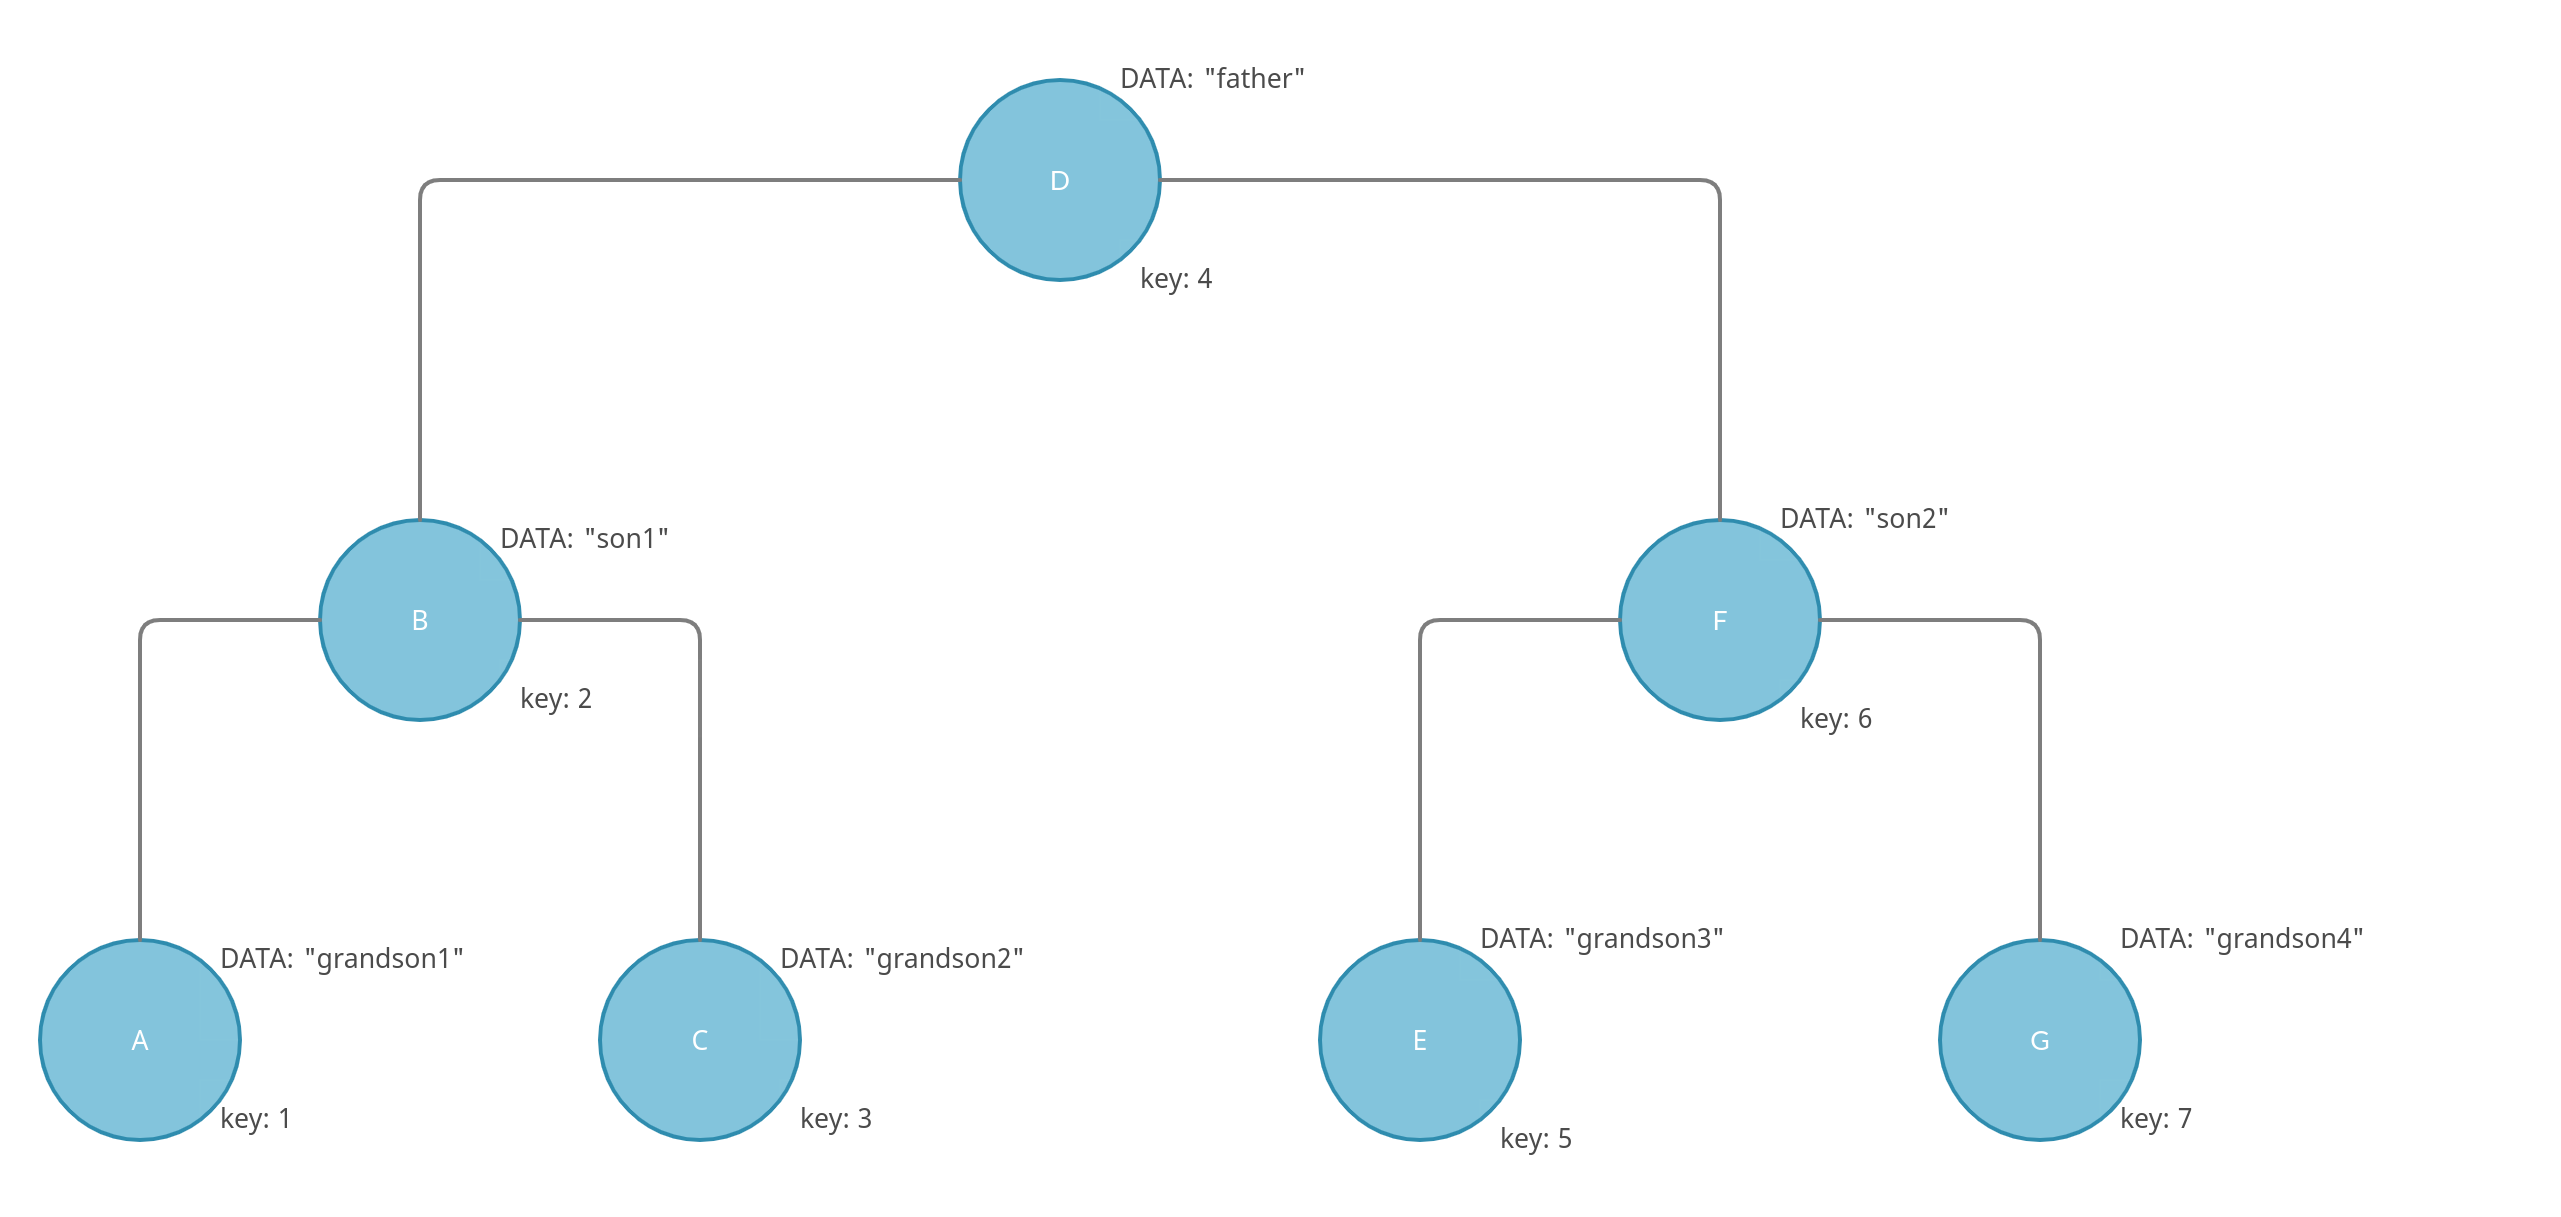 DATA: "father"
D
key: 4
DATA: "son1"
B
key: 2
DATA: "son2"
F
key: 6
DATA: "grandson1"
A
key: 1
DATA: "grandson2"
C
key: 3
DATA: "grandson3"
E
key: 5
DATA: "grandson4"
G
key: 7